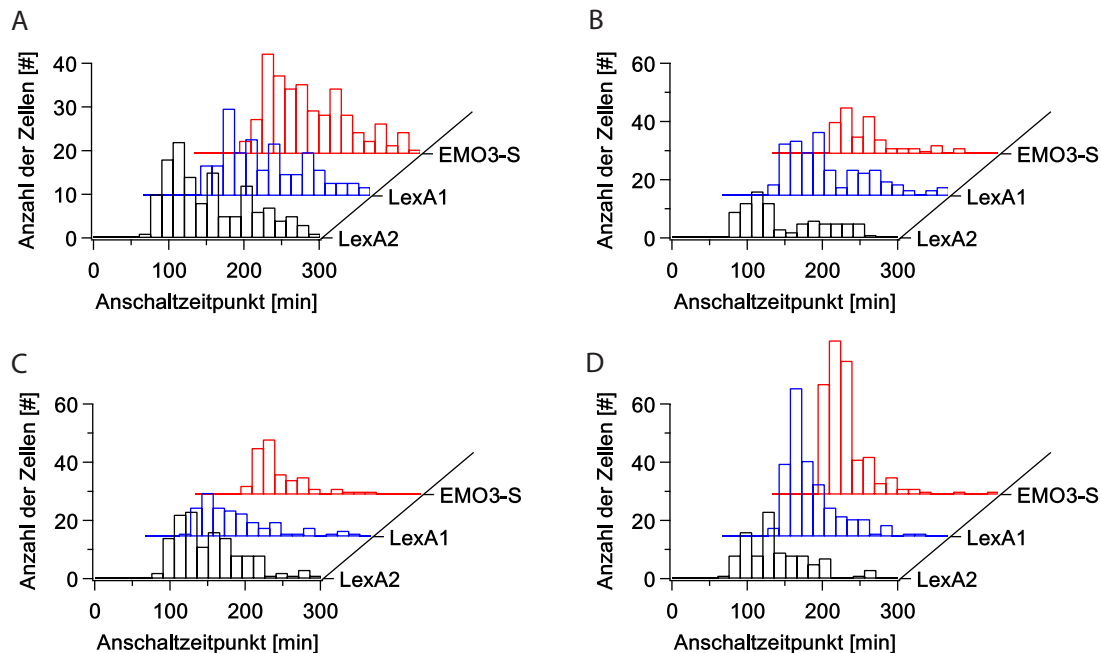 A
Anzahl der Zellen [#]
40
30
20
10
0
EMO3-S
LexA1
LexA2
0
100
200
300
Anschaltzeitpunkt [min]
B
Anzahl der Zellen [#]
60
40
20
0
EMO3-S
LexA1
LexA2
0
100
200
300
Anschaltzeitpunkt [min]
C
Anzahl der Zellen [#]
60
40
20
0
EMO3-S
LexA1
LexA2
0
100
200
300
Anschaltzeitpunkt [min]
D
Anzahl der Zellen [#]
60
40
20
0
EMO3-S
LexA1
LexA2
0
100
200
300
Anschaltzeitpunkt [min]